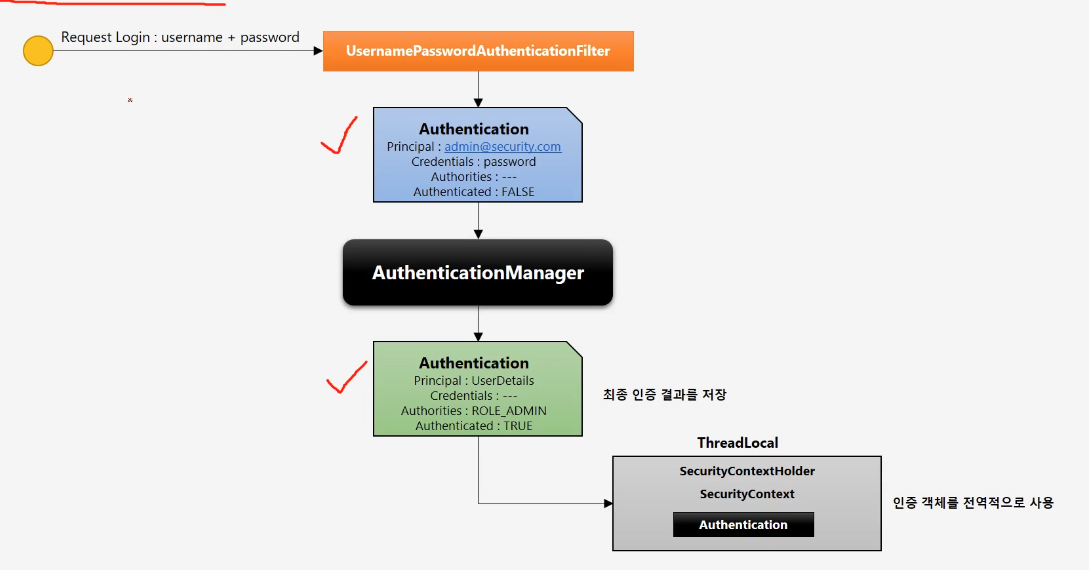 Request Login : username + password
UsernamePasswordAuthenticationFilter
Authentication
Principal : admin@security.com
Credentials : password
Authorities : ---
Authenticated : FALSE
AuthenticationManager
Authentication
Principal : UserDetails
Credentials : ---
Authorities : ROLE_ADMIN
Authenticated : TRUE
최종 인증 결과를 저장
ThreadLocal
SecurityContextHolder
SecurityContext
Authentication
인증 객체를 전역적으로 사용